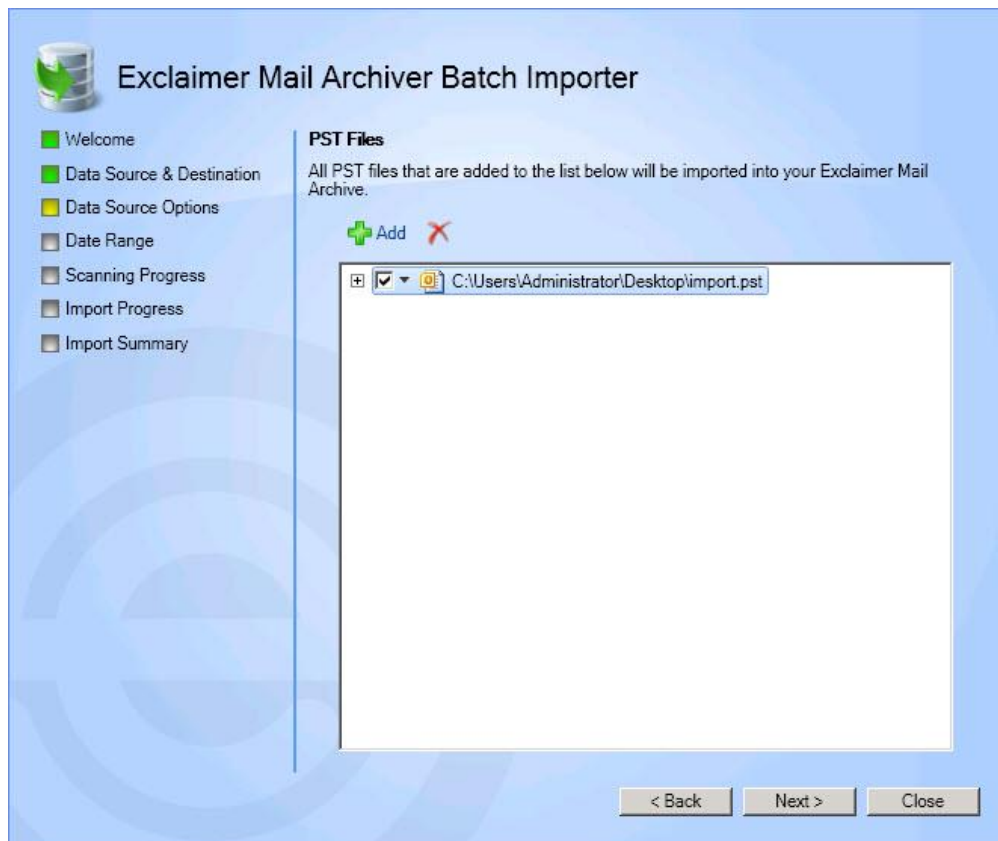 Exclaimer Mail Archiver Batch Importer
Welcome
Data Source & Destination
Data Source Options
Date Range
Scanning Progress
Import Progress
Import Summary
PST Files
All PST files that are added to the list below will be imported into your Exclaimer Mail
Archive.
Add
C:\Users\Administrator\Desktop\import.pst
< Back
Next >
Close